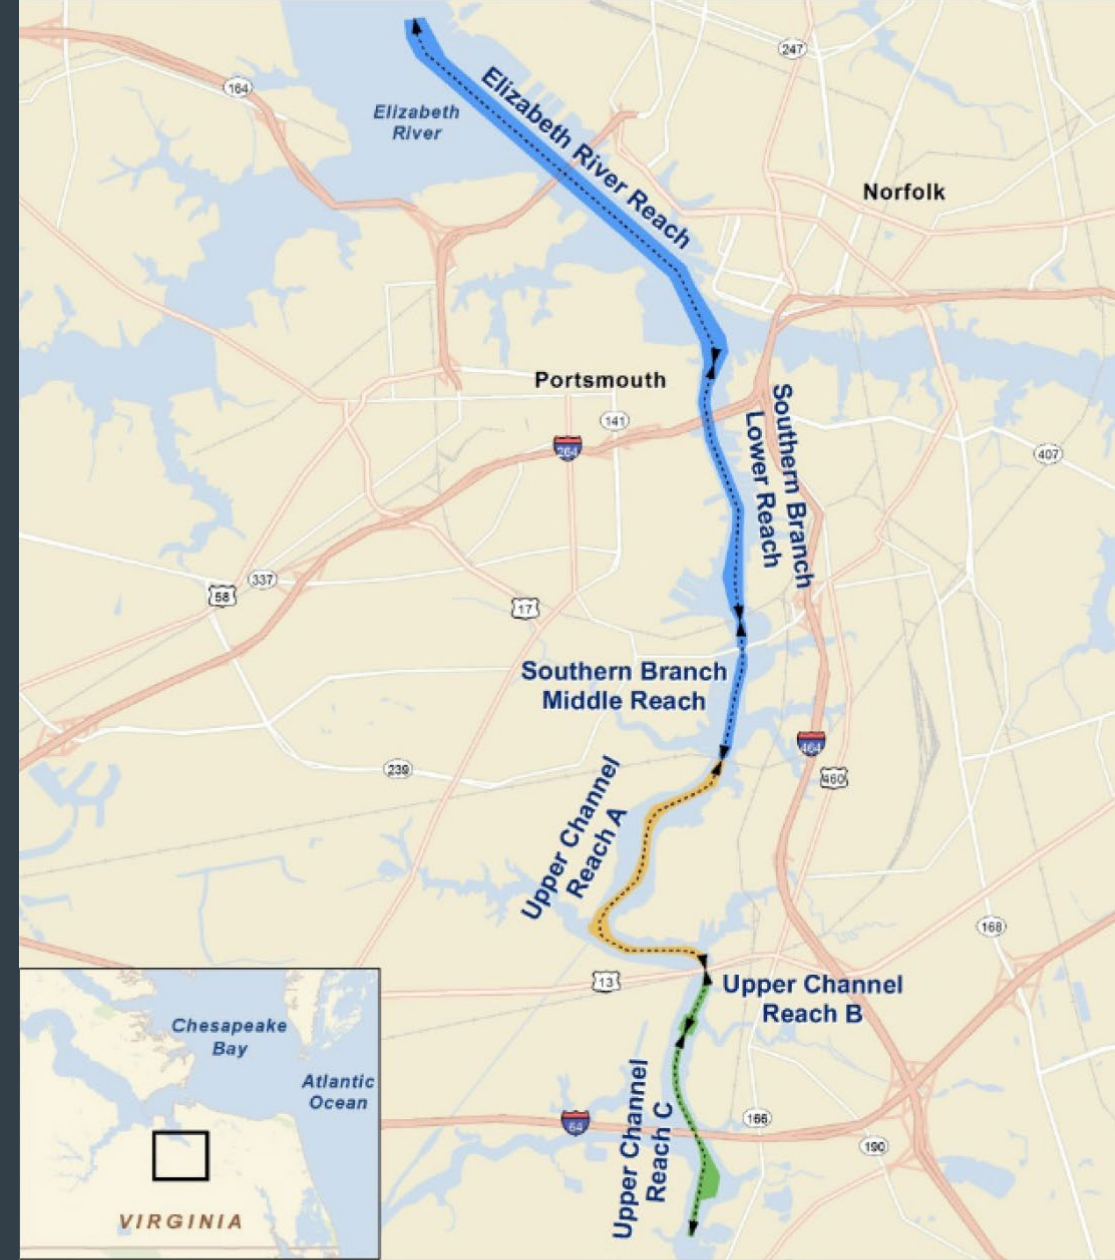 247
164
Elizabeth
River
Elizabeth River Reach
Norfolk
Portsmouth
141
264
Southern Branch
Lower Reach
407
337
58
17
Southern Branch
Middle Reach
464
460
239
Upper Channel
Reach A
168
13
Upper Channel
Reach B
Chesapeake
Bay
Atlantic
Ocean
VIRGINIA
Upper Channel
Reach C
64
166
190